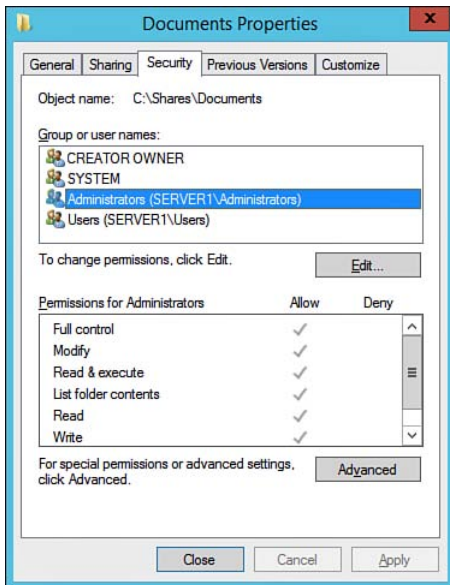 Documents Properties
x
General Sharing Security Previous Versions Customize
Object name: C:\Shares\Documents
Group or user names:
CREATOR OWNER
SYSTEM
Administrators (SERVER1\Administrators)
Users (SERVER1\Users)
To change permissions, click Edit.
Edit...
Permissions for Administrators Allow Deny
Full control
Modify
Read & execute
List folder contents
Read
Write
For special permissions or advanced settings,
click Advanced.
Advanced
Close Cancel Apply